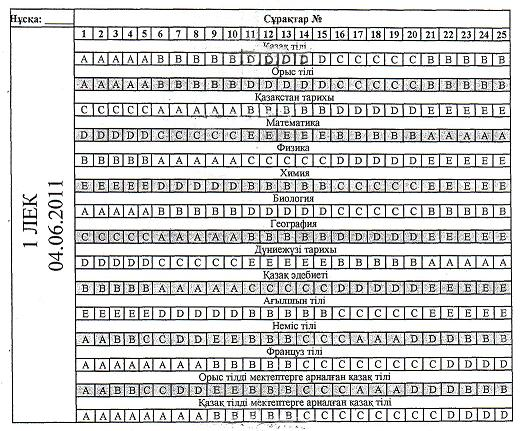 Нұсқа: ______ Сұрақтар №
1 2 3 4 5 6 7 8 9 10 11 12 13 14 15 16 17 18 19 20 21 22 23 24 25
1 ЛЕК
04.06.2011
Қазақ тілі
A A A A A B B B B B D D D D D C C C C C B B B B B
Орыс тілі
A A A A A B B B B B D D D D D C C C C C B B B B B
Қазақстан тарихы
C C C C C A A A A A B B B B B D D D D D E E E E E
Математика
D D D D D C C C C C E E E E E B B B B B A A A A A
Физика
B B B B B A A A A A C C C C C D D D D D E E E E E
Химия
E E E E E D D D D D B B B B B C C C C C E E E E E
Биология
A A A A A B B B B B D D D D D C C C C C B B B B B
География
C C C C C A A A A A B B B B B D D D D D E E E E E
Дүниежүзі тарихы
D D D D D C C C C C E E E E E B B B B B A A A A A
Қазақ әдебиеті
B B B B B A A A A A C C C C C D D D D D E E E E E
Ағылшын тілі
E E E E E D D D D D B B B B B C C C C C E E E E E
Неміс тілі
A A B B C C D D E E B B B C C C A A A D D D B B B
Француз тілі
A A A A A A A A B B B B B C C C C C C C D D D D D
Орыс тілді мектептерге арналған қазақ тілі
A A B B C C D D E E B B B C C C A A A D D D B B B
Қазақ тілді мектептерге арналған қазақ тілі
A A A A A A A B B B B B C C C C C C C C D D D D